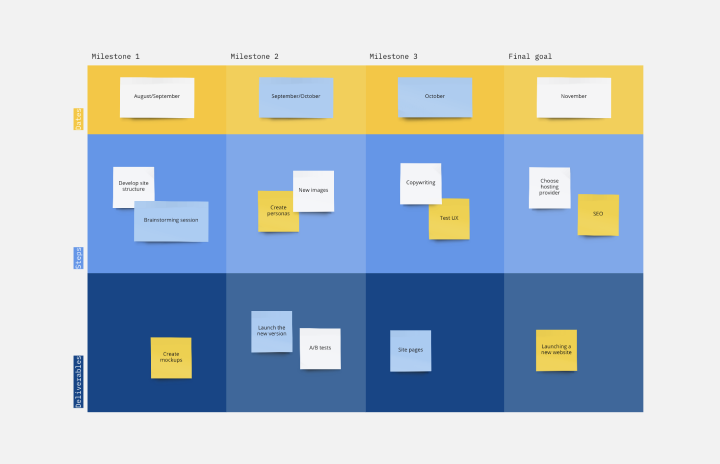 Milestone 1
Milestone 2
Milestone 3
Final goal
Dates
August/September
September/October
October
November
Steps
Develop site
structure
Brainstorming session
Create
personas
New images
Copywriting
Test UX
Choose
hosting
provider
SEO
Deliverables
Create
mockups
Launch the
new version
A/B tests
Site pages
Launching a
new website